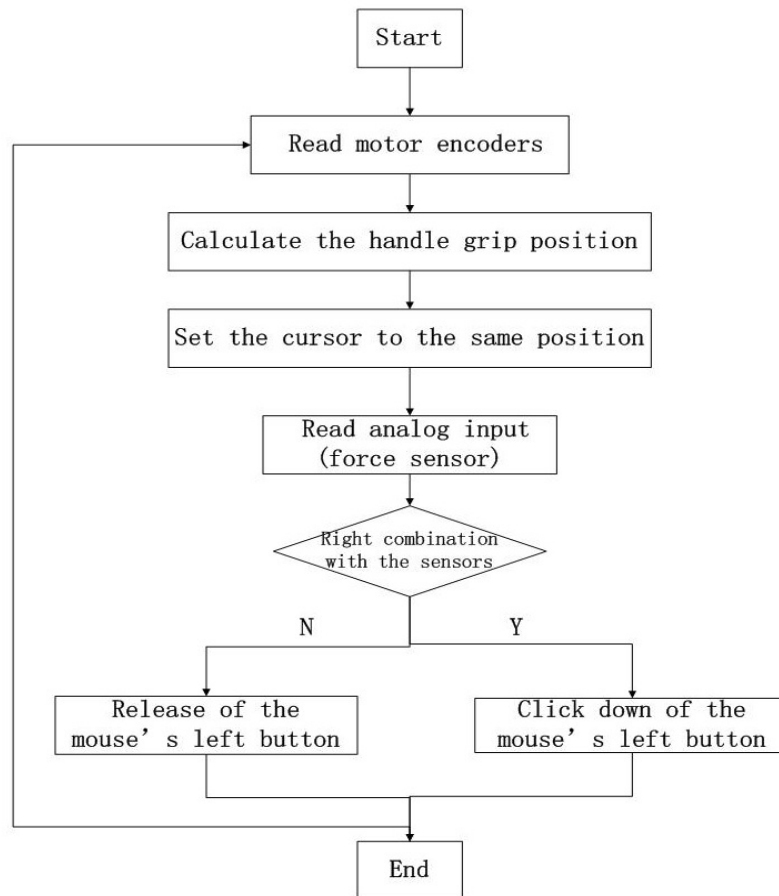 Start
Read motor encoders
Calculate the handle grip position
Set the cursor to the same position
Read analog input
(force sensor)
Right combination
with the sensors
N
Y
Release of the
mouse’s left button
Click down of the
mouse’s left button
End